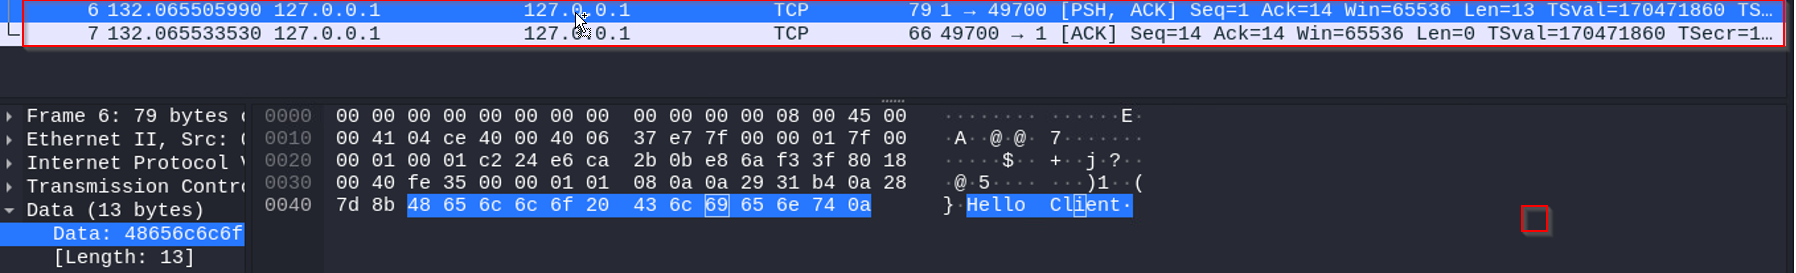 6 132.065505990 127.0.0.1 127.0.0.1 TCP 79 1 → 49700 [PSH, ACK] Seq=1 Ack=14 Win=65536 Len=13 TSval=170471860 TS…
7 132.065533530 127.0.0.1 127.0.0.1 TCP 66 49700 → 1 [ACK] Seq=14 Ack=14 Win=65536 Len=0 TSval=170471860 TSecr=1…
Frame 6: 79 bytes
Ethernet II, Src:
Internet Protocol
Transmission Contro
Data (13 bytes)
Data: 48656c6c6f
[Length: 13]
0000 00 00 00 00 00 00 00 00 00 00 00 00 08 00 45 00 ········ ······E·
0010 00 41 04 ce 40 00 40 06 37 e7 7f 00 00 01 7f 00 ·A··@·@· 7·······
0020 00 01 00 01 c2 24 e6 ca 2b 0b e8 6a f3 3f 80 18 ·····$·· +··j·?··
0030 00 40 fe 35 00 00 01 01 08 0a 0a 29 31 b4 0a 28 ·@·5···· ···)1··(
0040 7d 8b 48 65 6c 6c 6f 20 43 6c 69 65 6e 74 0a }·Hello Client·